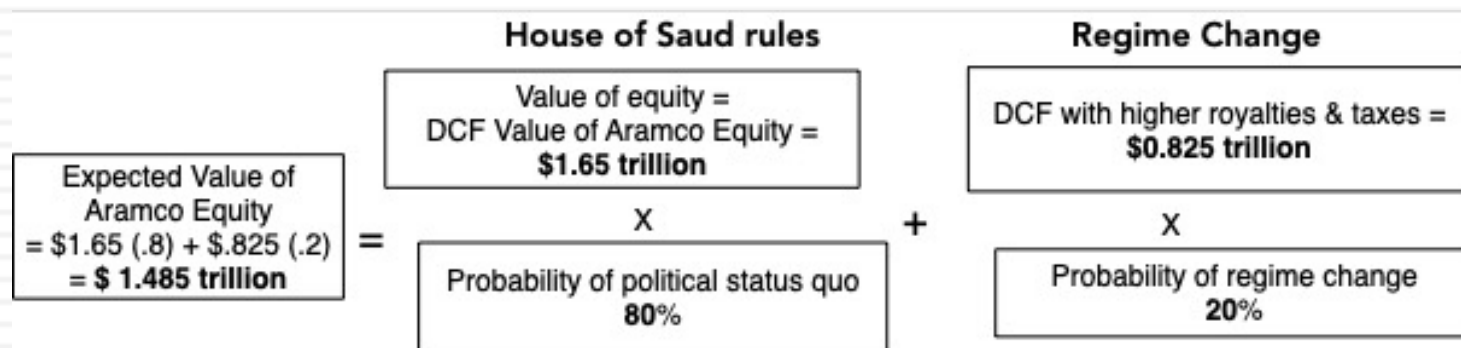 House of Saud rules
Regime Change
Value of equity =
DCF Value of Aramco Equity =
$1.65 trillion
DCF with higher royalties & taxes =
$0.825 trillion
Expected Value of
Aramco Equity
= $1.65 (.8) + $.825 (.2)
= $ 1.485 trillion
=
X
+
X
Probability of political status quo
80%
Probability of regime change
20%